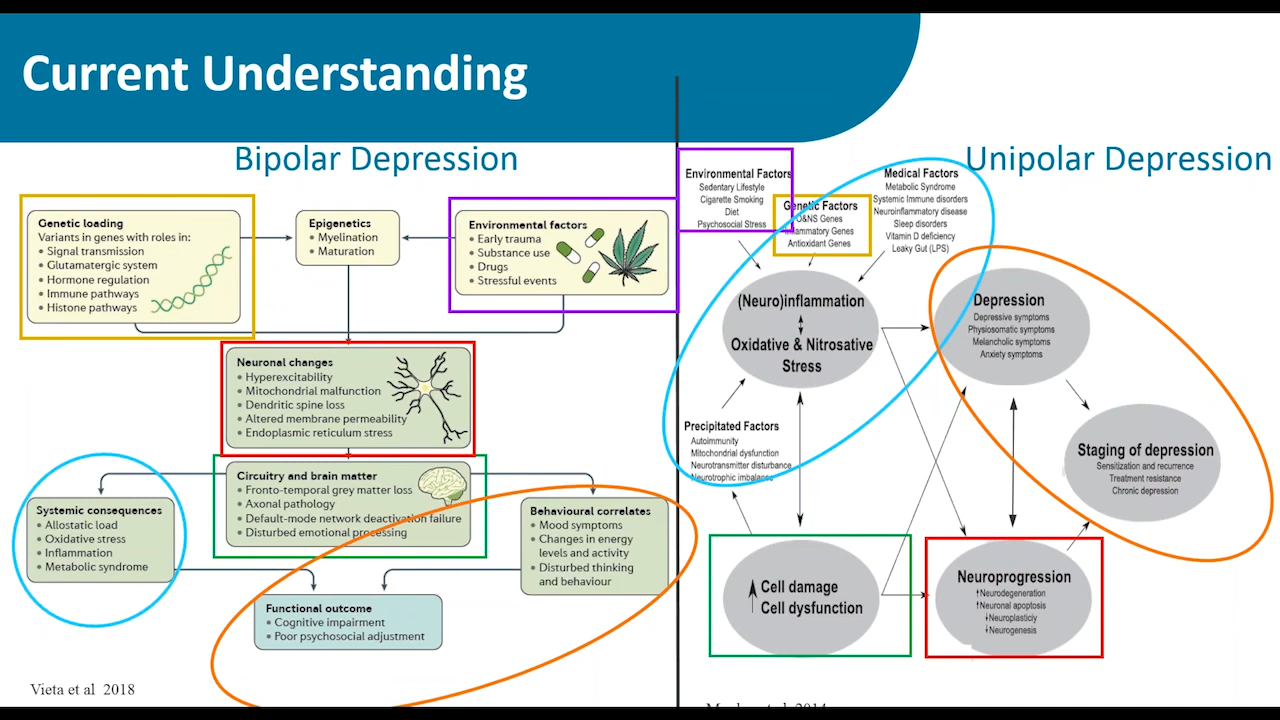 Current Understanding
Bipolar Depression
Genetic loading
Variants in genes with roles in:
• Signal transmission
• Glutamatergic system
• Hormone regulation
• Immune pathways
• Histone pathways
Epigenetics
• Myelination
• Maturation
Environmental factors
• Early trauma
• Substance use
• Drugs
• Stressful events
Neuronal changes
• Hyperexcitability
• Mitochondrial malfunction
• Dendritic spine loss
• Altered membrane permeability
• Endoplasmic reticulum stress
Circuitry and brain matter
• Fronto-temporal grey matter loss
• Axonal pathology
• Default-mode network deactivation failure
• Disturbed emotional processing
Systemic consequences
• Allostatic load
• Oxidative stress
• Inflammation
• Metabolic syndrome
Behavioural correlates
• Mood symptoms
• Changes in energy
levels and activity
• Disturbed thinking
and behaviour
Functional outcome
• Cognitive impairment
• Poor psychosocial adjustment
Vieta et al 2018
Unipolar Depression
Environmental Factors
Sedentary Lifestyle
Cigarette Smoking
Diet
Psychosocial Stress
Genetic Factors
O&NS Genes
Inflammatory Genes
Antioxidant Genes
Medical Factors
Metabolic Syndrome
Systemic Immune disorders
Neuroinflammatory disease
Sleep disorders
Vitamin D deficiency
Leaky Gut (LPS)
(Neuro)inflammation
Oxidative & Nitrosative
Stress
Depression
Depressive symptoms
Physiosomatic symptoms
Melancholic symptoms
Anxiety symptoms
Precipitated Factors
Autoimmunity
Mitochondrial dysfunction
Neurotransmitter disturbance
Neurotrophic imbalance
Staging of depression
Sensitization and recurrence
Treatment resistance
Chronic depression
Cell damage
Cell dysfunction
Neuroprogression
↑Neurodegeneration
↑Neuronal apoptosis
↓Neuroplasticiy
↓Neurogenesis